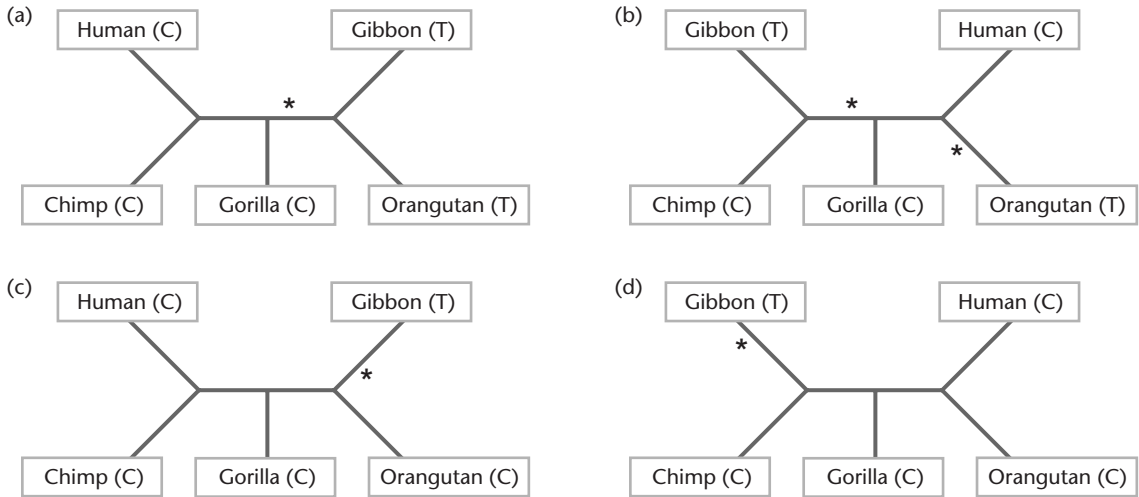 (a)
Human (C)
Gibbon (T)
*
Chimp (C)
Gorilla (C)
Orangutan (T)
(b)
Gibbon (T)
Human (C)
*
*
Chimp (C)
Gorilla (C)
Orangutan (T)
(c)
Human (C)
Gibbon (T)
*
Chimp (C)
Gorilla (C)
Orangutan (C)
(d)
Gibbon (T)
Human (C)
*
Chimp (C)
Gorilla (C)
Orangutan (C)